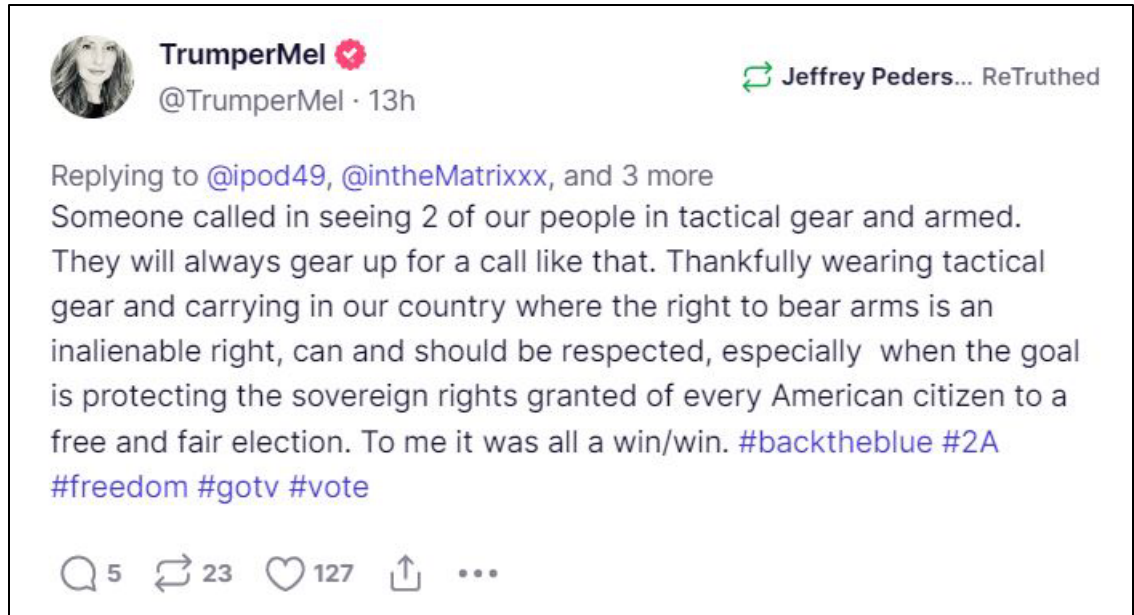 TrumperMel
Jeffrey Peders... ReTruthed
@TrumperMel · 13h
Replying to @ipod49, @intheMatrixxx, and 3 more
Someone called in seeing 2 of our people in tactical gear and armed.
They will always gear up for a call like that. Thankfully wearing tactical
gear and carrying in our country where the right to bear arms is an
inalienable right, can and should be respected, especially  when the goal
is protecting the sovereign rights granted of every American citizen to a
free and fair election. To me it was all a win/win. #backtheblue #2A
#freedom #gotv #vote
5 23 127